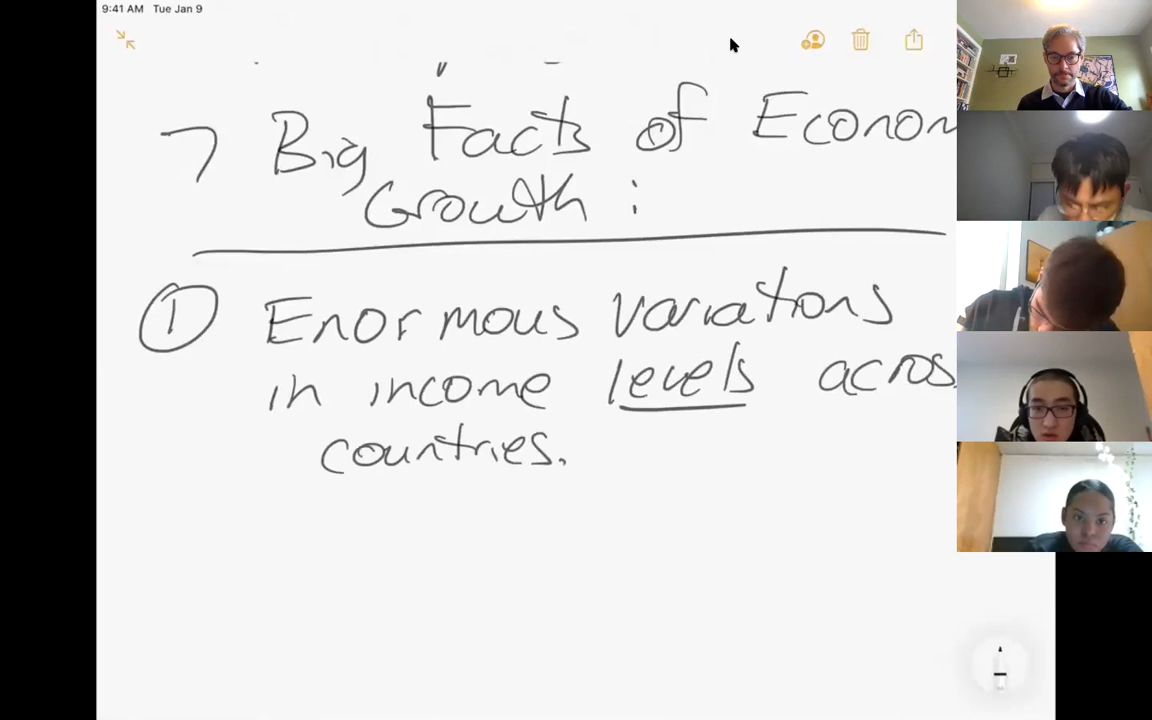 9:41 AM Tue Jan 9
7 Big Facts of Econom
Growth:
① Enormous variations
in income levels acros
countries.